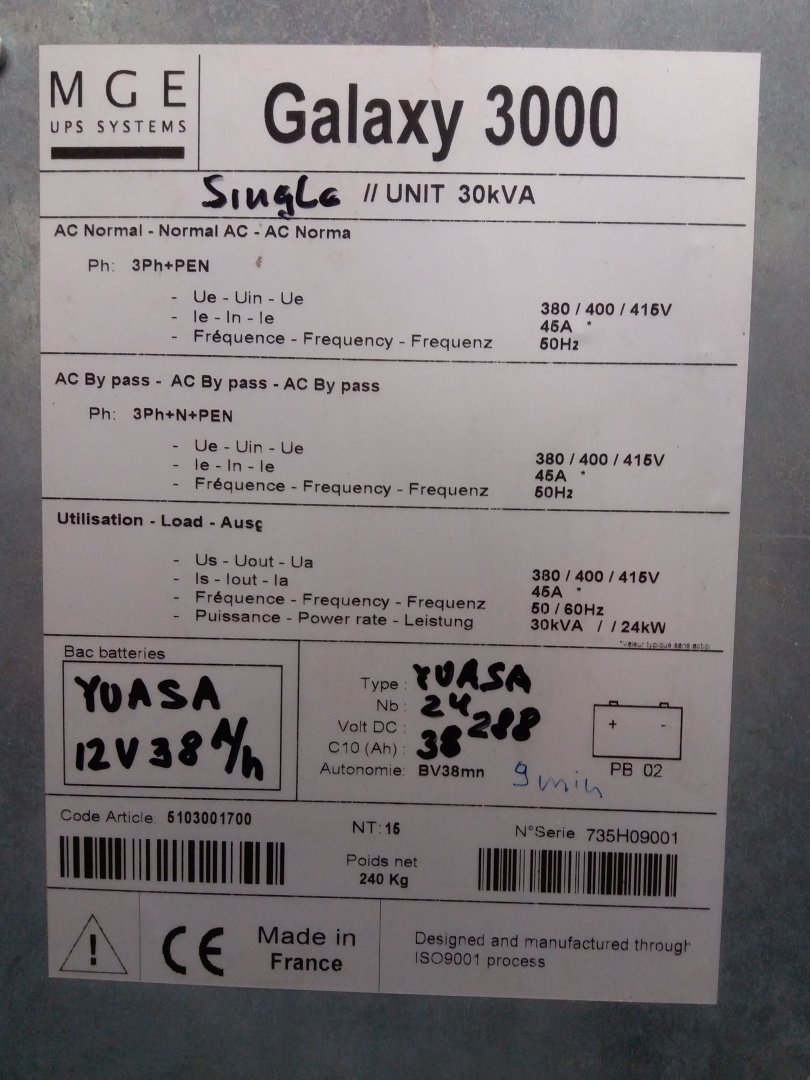 MGE
UPS SYSTEMS
Galaxy 3000
Single // UNIT 30kVA
AC Normal - Normal AC - AC Norma
Ph: 3Ph+PEN
- Ue - Uin - Ue 380 / 400 / 415V
- Ie - In - Ie 45A *
- Fréquence - Frequency - Frequenz 50Hz
AC By pass - AC By pass - AC By pass
Ph: 3Ph+N+PEN
- Ue - Uin - Ue 380 / 400 / 415V
- Ie - In - Ie 45A *
- Fréquence - Frequency - Frequenz 50Hz
Utilisation - Load - Ausg
- Us - Uout - Ua 380 / 400 / 415V
- Is - Iout - Ia 45A *
- Fréquence - Frequency - Frequenz 50 / 60Hz
- Puissance - Power rate - Leistung 30kVA / / 24kW
*valeur typique sans
Bac batteries
YUASA
12V 38 A/h
Type : YUASA
Nb : 24
Volt DC : 288
C10 (Ah) : 38
Autonomie: BV38mn 9 min
+ -
PB 02
Code Article: 5103001700
NT: 15
Poids net
240 Kg
N°Serie 735H09001
!
CE
Made in
France
Designed and manufactured through
ISO9001 process